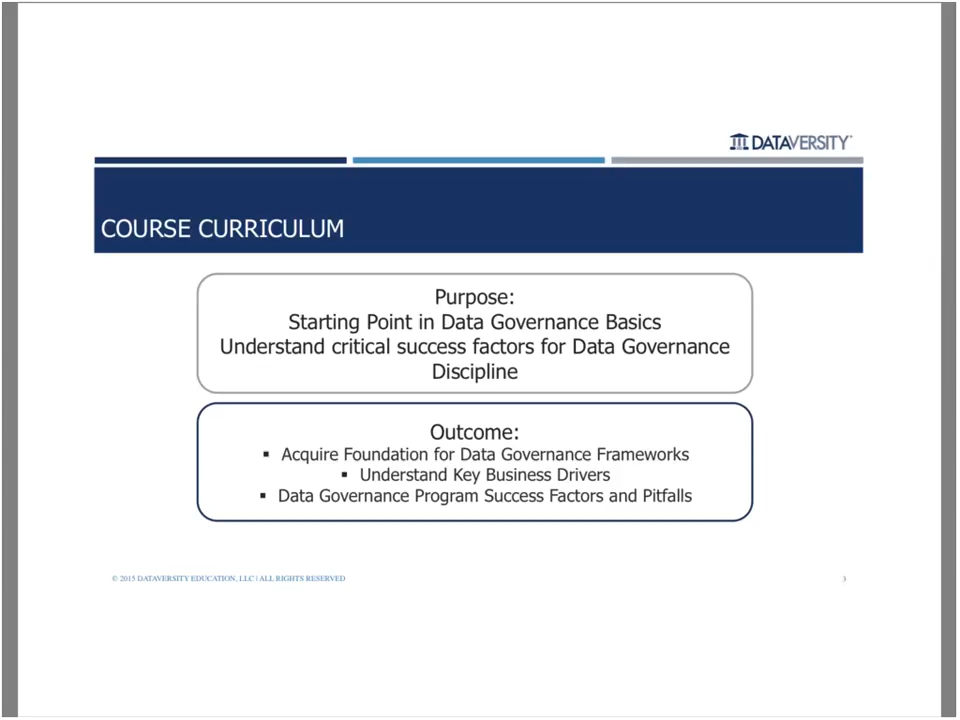 DATAVERSITY
COURSE CURRICULUM
Purpose:
Starting Point in Data Governance Basics
Understand critical success factors for Data Governance
Discipline
Outcome:
▪ Acquire Foundation for Data Governance Frameworks
▪ Understand Key Business Drivers
▪ Data Governance Program Success Factors and Pitfalls
© 2015 DATAVERSITY EDUCATION, LLC | ALL RIGHTS RESERVED
3